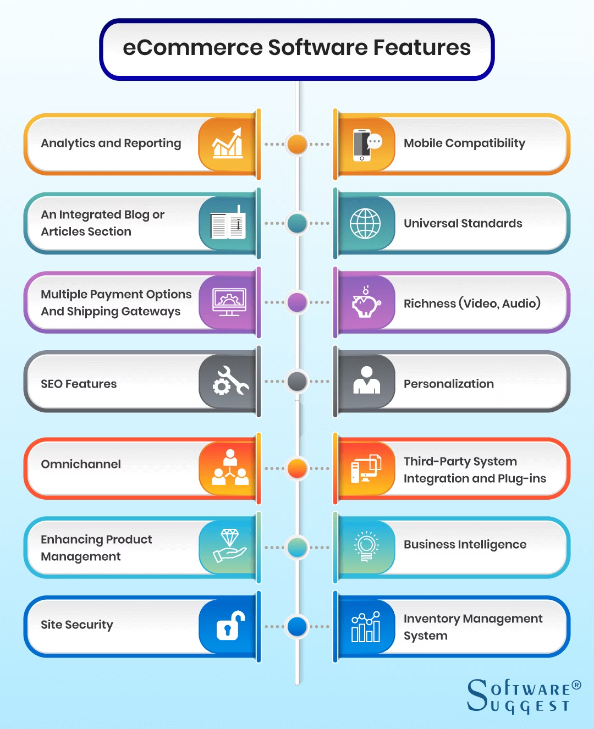 eCommerce Software Features
Analytics and Reporting
Mobile Compatibility
An Integrated Blog or
Articles Section
Universal Standards
Multiple Payment Options
And Shipping Gateways
Richness (Video, Audio)
SEO Features
Personalization
Omnichannel
Third-Party System
Integration and Plug-ins
Enhancing Product
Management
Business Intelligence
Site Security
Inventory Management
System
Software®
Suggest